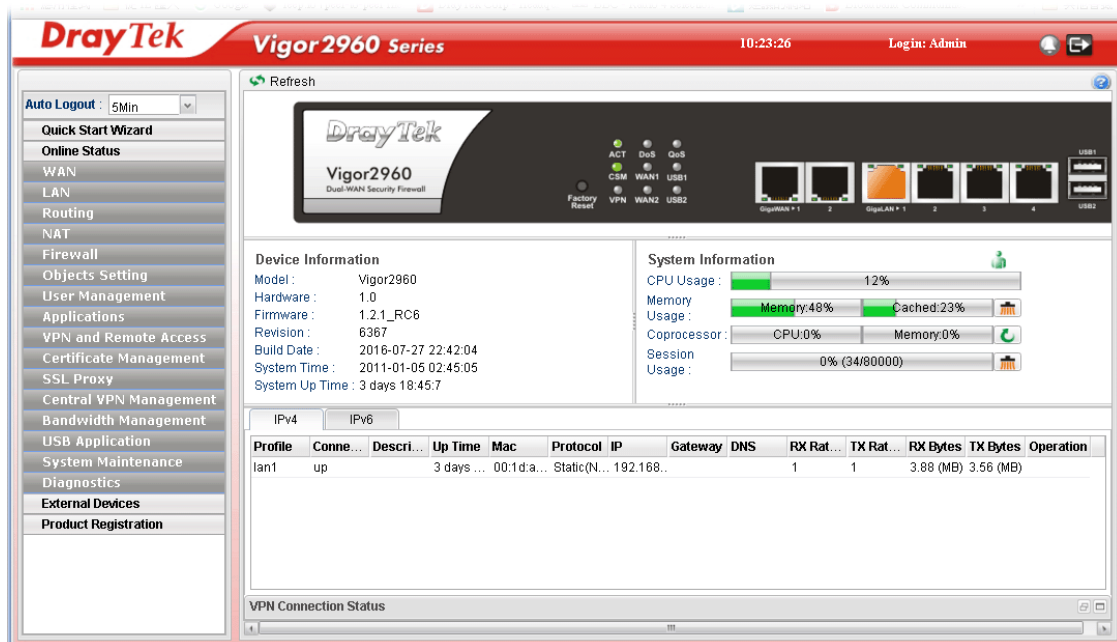 DrayTek
Vigor2960 Series
10:23:26
Login: Admin
Auto Logout : 5Min
Quick Start Wizard
Online Status
WAN
LAN
Routing
NAT
Firewall
Objects Setting
User Management
Applications
VPN and Remote Access
Certificate Management
SSL Proxy
Central VPN Management
Bandwidth Management
USB Application
System Maintenance
Diagnostics
External Devices
Product Registration
Refresh
DrayTek
Vigor2960
Dual-WAN Security Firewall
Factory Reset
ACT DoS QoS
CSM WAN1 USB1
VPN WAN2 USB2
GigaWAN 1 2 GigaLAN 1 2 3 4
USB1
USB2
Device Information
Model : Vigor2960
Hardware : 1.0
Firmware : 1.2.1_RC6
Revision : 6367
Build Date : 2016-07-27 22:42:04
System Time : 2011-01-05 02:45:05
System Up Time : 3 days 18:45:7
System Information
CPU Usage : 12%
Memory Usage : Memory:48% Cached:23%
Coprocessor : CPU:0% Memory:0%
Session Usage : 0% (34/80000)
IPv4 IPv6
Profile Conne... Descri... Up Time Mac Protocol IP Gateway DNS RX Rat... TX Rat... RX Bytes TX Bytes Operation
lan1 up 3 days ... 00:1d:a... Static(N... 192.168.. 1 1 3.88 (MB) 3.56 (MB)
VPN Connection Status